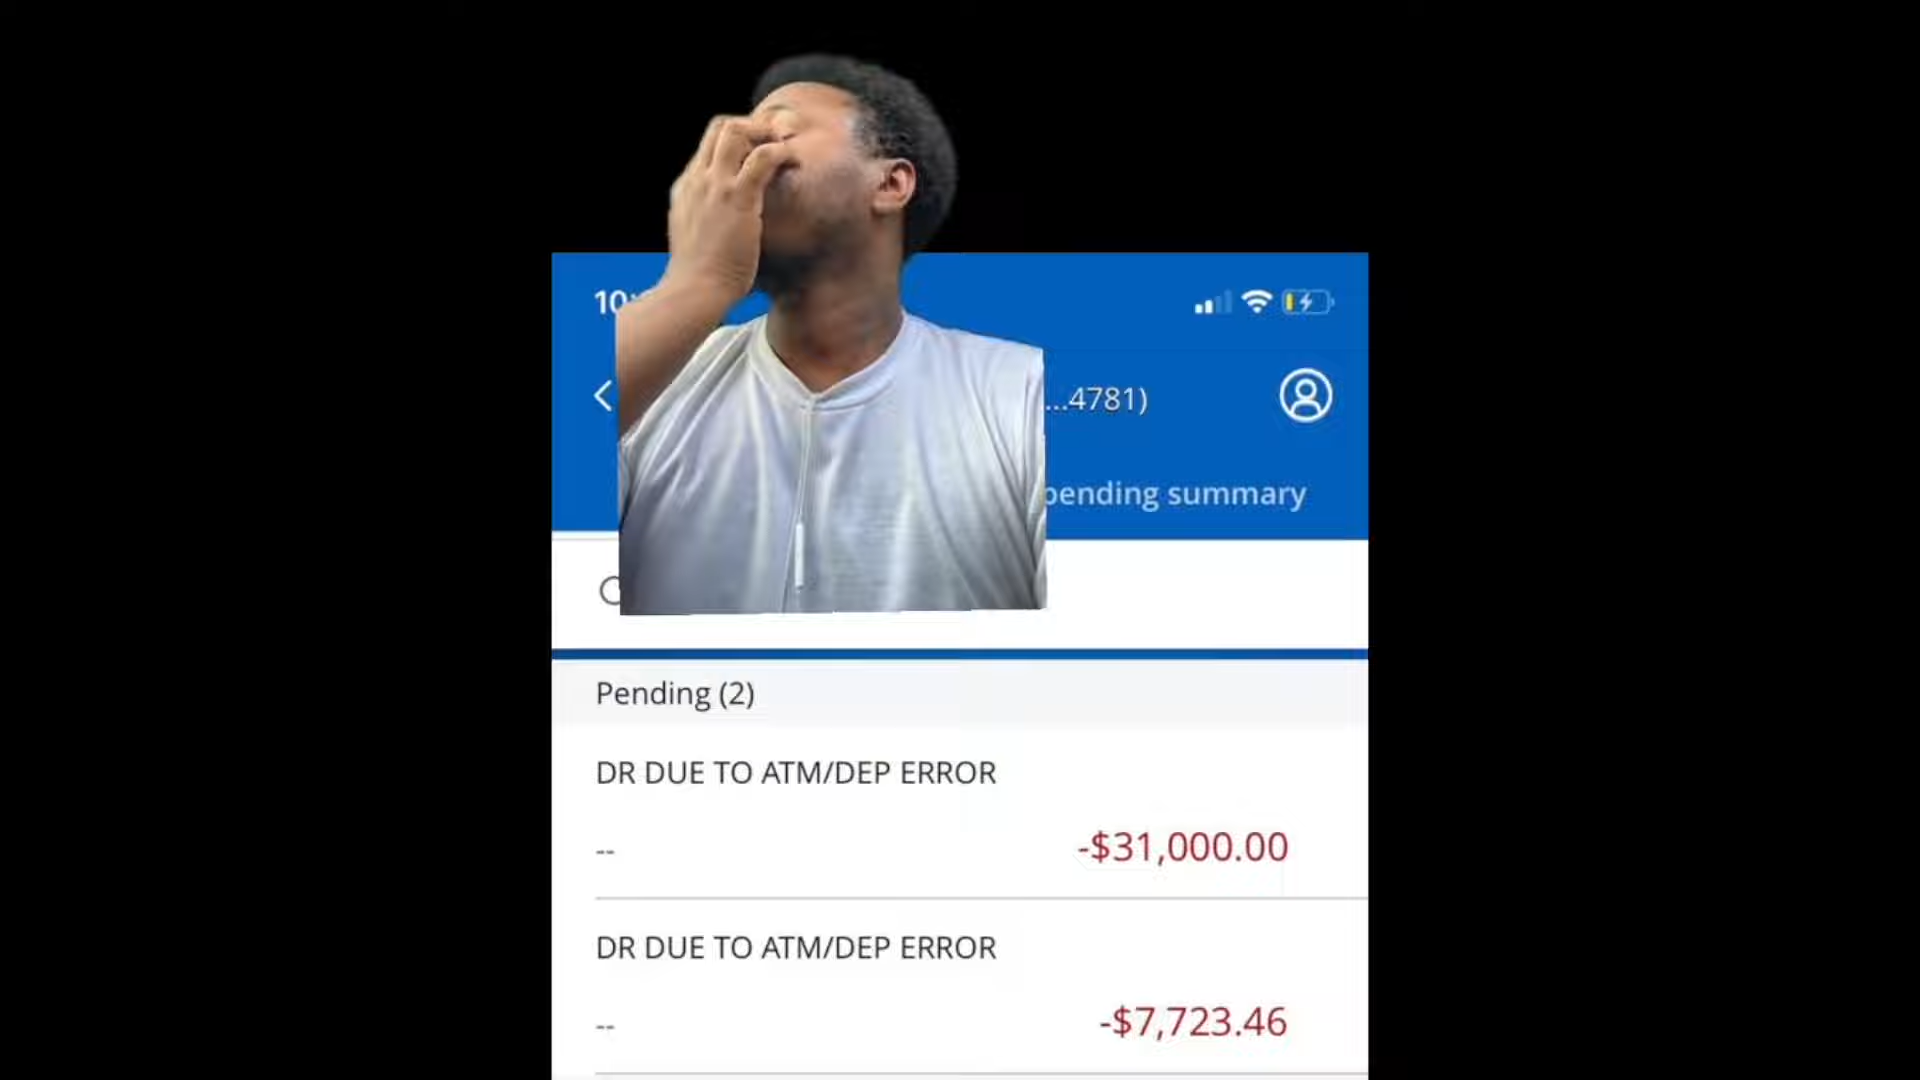 ...4781)
pending summary
Pending (2)
DR DUE TO ATM/DEP ERROR
-- -$31,000.00
DR DUE TO ATM/DEP ERROR
-- -$7,723.46